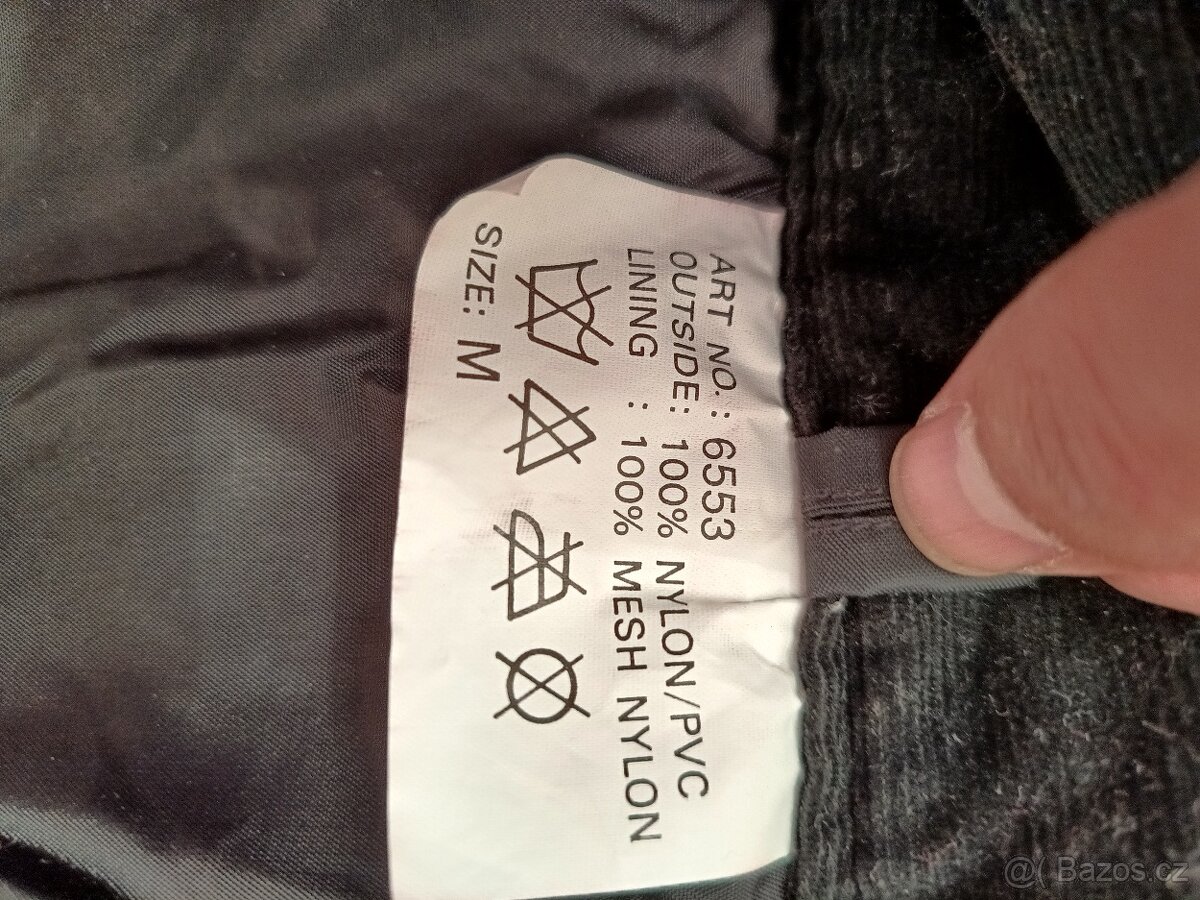 ART NO.: 6553
OUTSIDE: 100% NYLON/PVC
LINING : 100% MESH NYLON
SIZE: M
@( Bazos.cz